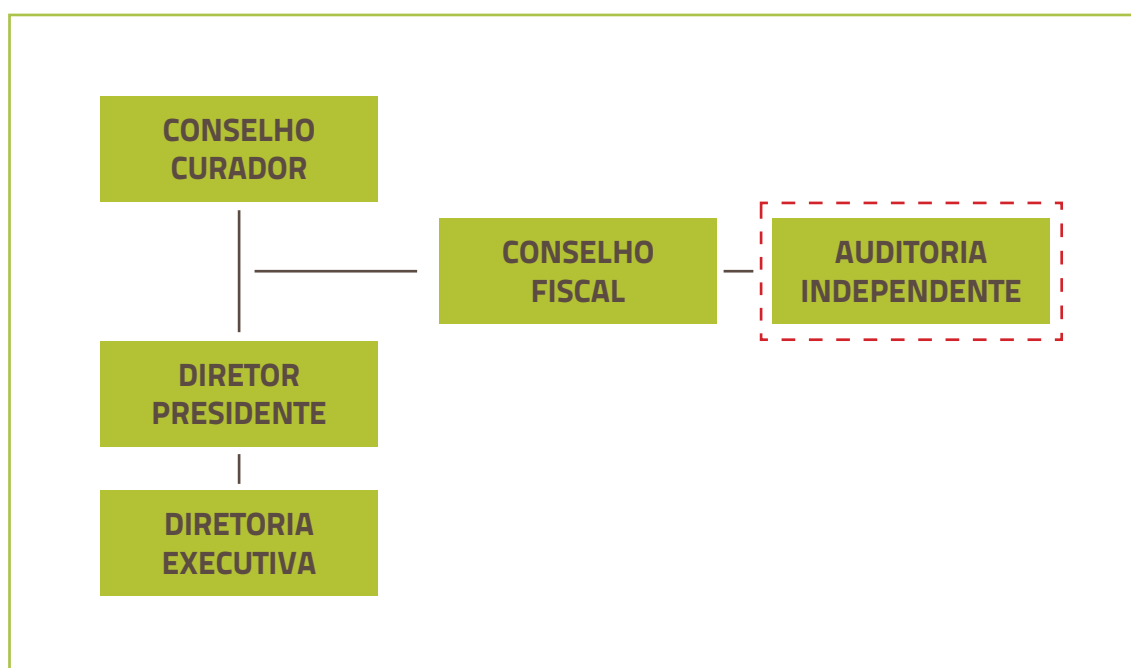 CONSELHO
CURADOR
CONSELHO
FISCAL
AUDITORIA
INDEPENDENTE
DIRETOR
PRESIDENTE
DIRETORIA
EXECUTIVA